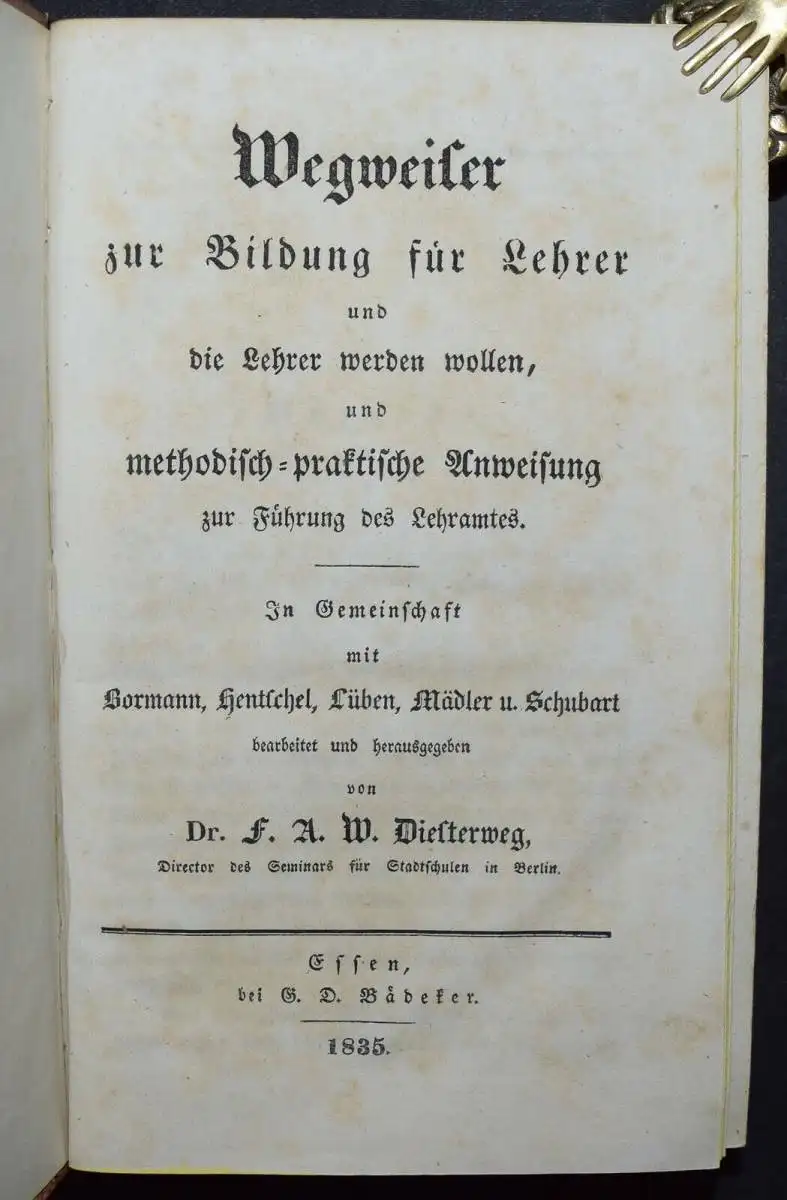 Wegweiſer
zur Bildung für Lehrer
und
die Lehrer werden wollen,
und
methodiſch-praktiſche Anweiſung
zur Führung des Lehramtes.
In Gemeinſchaft
mit
Bormann, Hentſchel, Lüben, Mädler u. Schubart
bearbeitet und herausgegeben
von
Dr. F. A. W. Dieſterweg,
Director des Seminars für Stadtſchulen in Berlin.
Eſſen,
bei G. D. Bädeker.
1835.